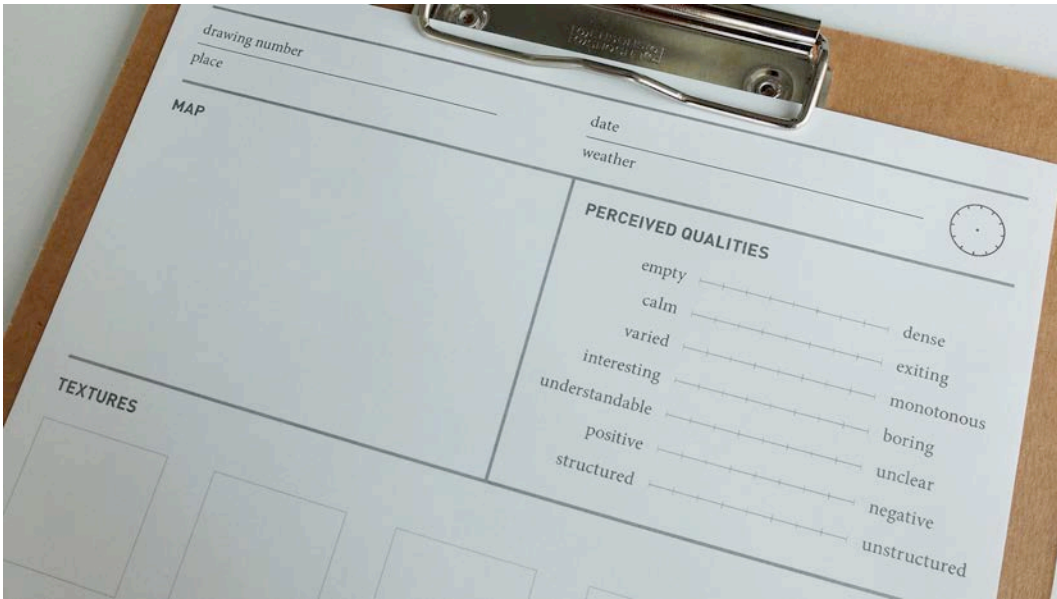 drawing number
place
date
weather
MAP
PERCEIVED QUALITIES
empty dense
calm exiting
varied monotonous
interesting boring
understandable unclear
positive negative
structured unstructured
TEXTURES